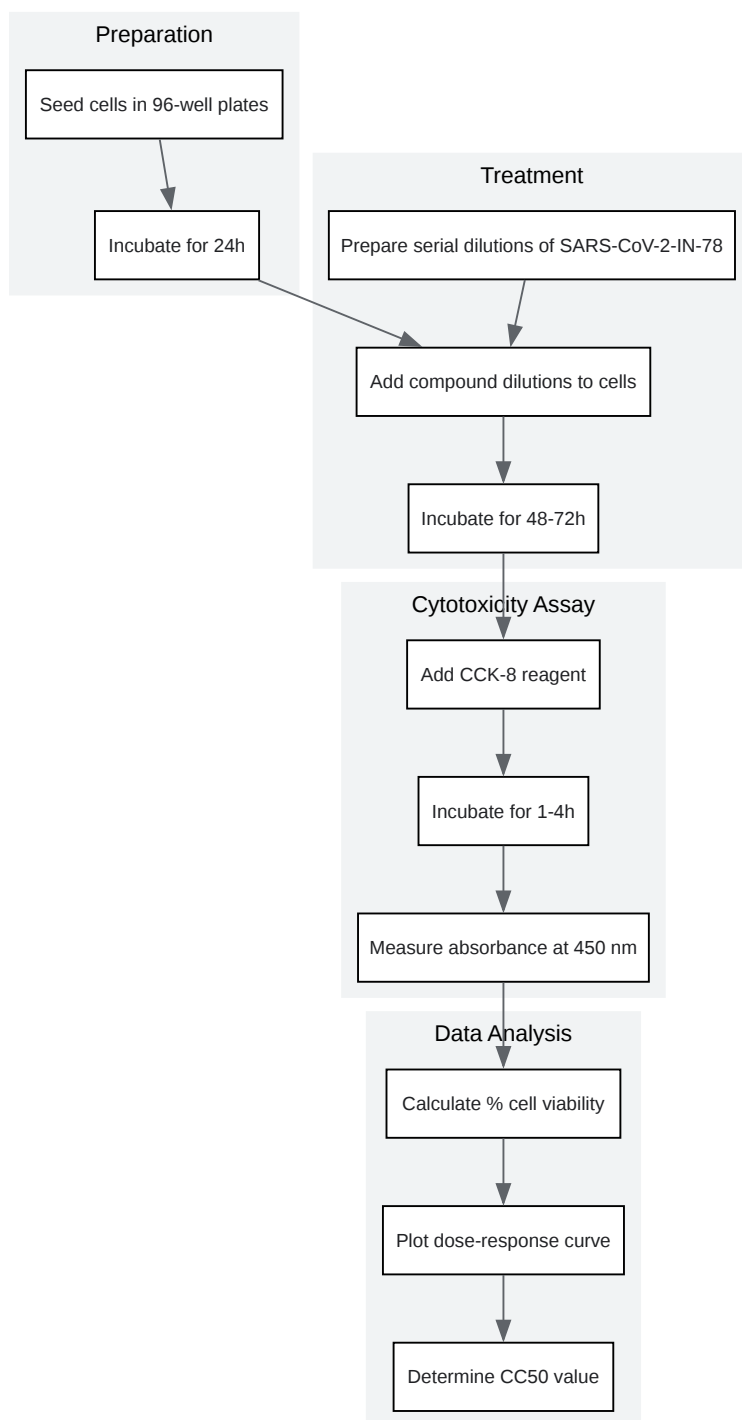 Preparation
Seed cells in 96-well plates
Incubate for 24h
Treatment
Prepare serial dilutions of SARS-CoV-2-IN-78
Add compound dilutions to cells
Incubate for 48-72h
Cytotoxicity Assay
Add CCK-8 reagent
Incubate for 1-4h
Measure absorbance at 450 nm
Data Analysis
Calculate % cell viability
Plot dose-response curve
Determine CC50 value